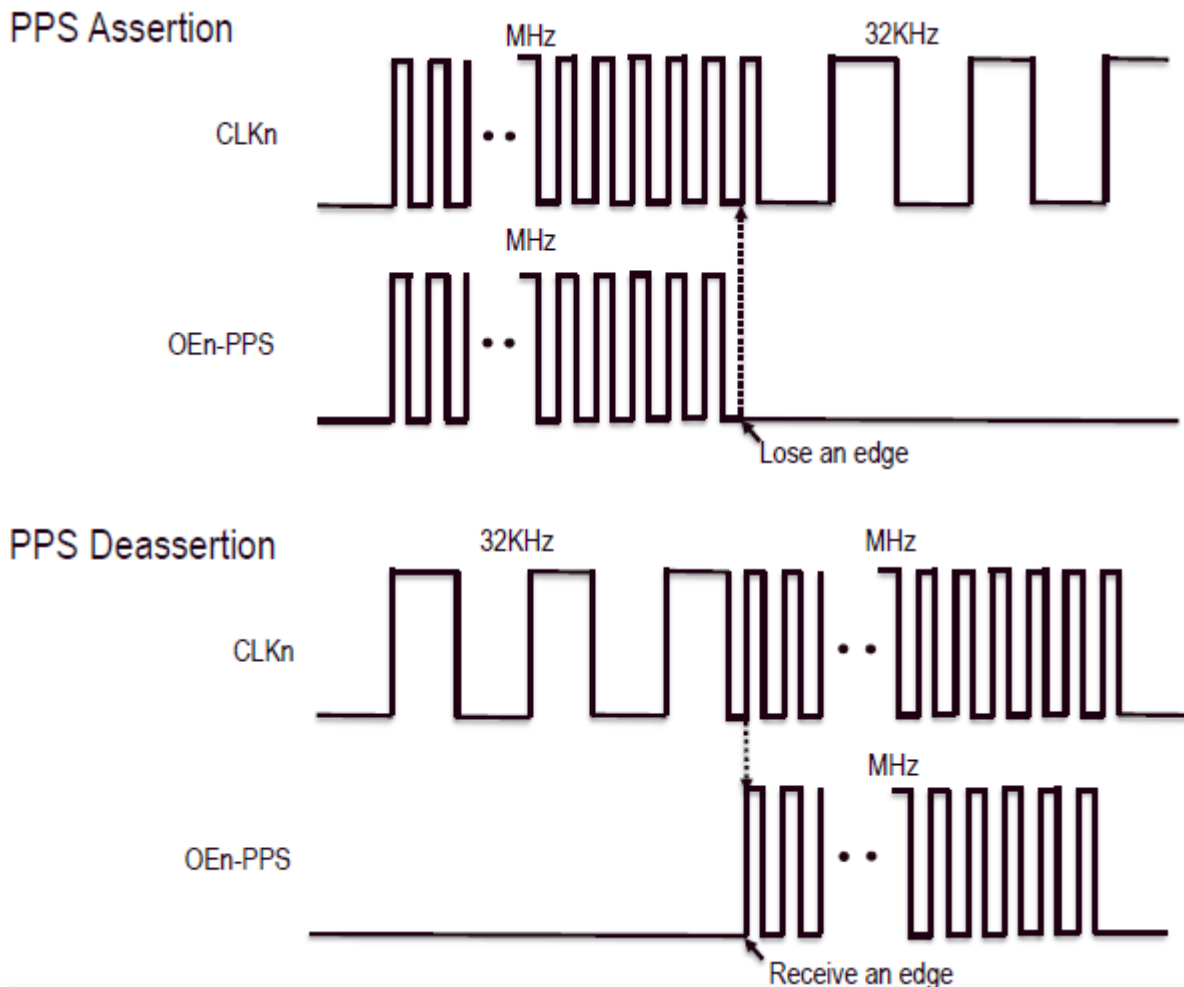 PPS Assertion
MHz
32KHz
CLKn
MHz
OEn-PPS
Lose an edge
PPS Deassertion
32KHz
MHz
CLKn
MHz
OEn-PPS
Receive an edge